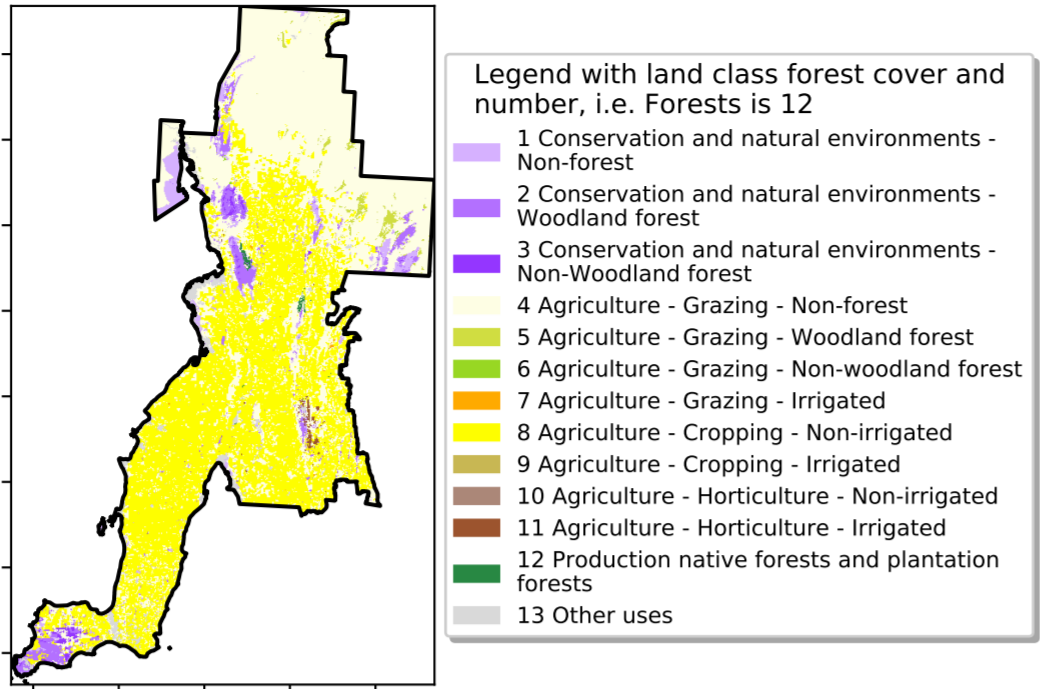 Legend with land class forest cover and
number, i.e. Forests is 12
1 Conservation and natural environments -
Non-forest
2 Conservation and natural environments -
Woodland forest
3 Conservation and natural environments -
Non-Woodland forest
4 Agriculture - Grazing - Non-forest
5 Agriculture - Grazing - Woodland forest
6 Agriculture - Grazing - Non-woodland forest
7 Agriculture - Grazing - Irrigated
8 Agriculture - Cropping - Non-irrigated
9 Agriculture - Cropping - Irrigated
10 Agriculture - Horticulture - Non-irrigated
11 Agriculture - Horticulture - Irrigated
12 Production native forests and plantation
forests
13 Other uses